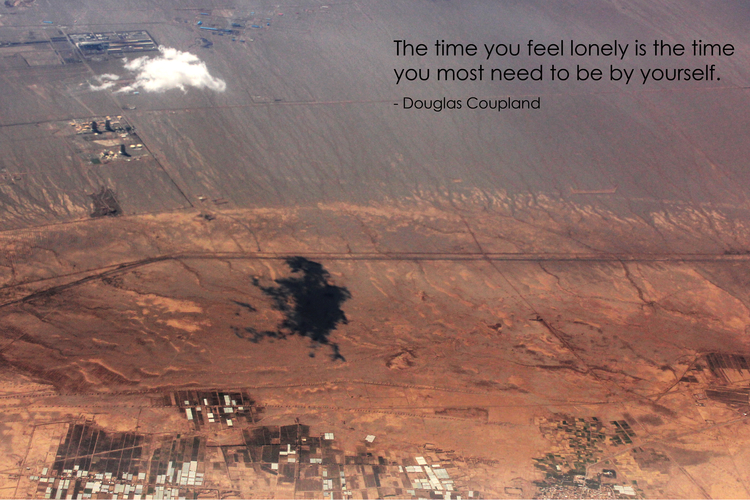 The time you feel lonely is the time
you most need to be by yourself.
- Douglas Coupland